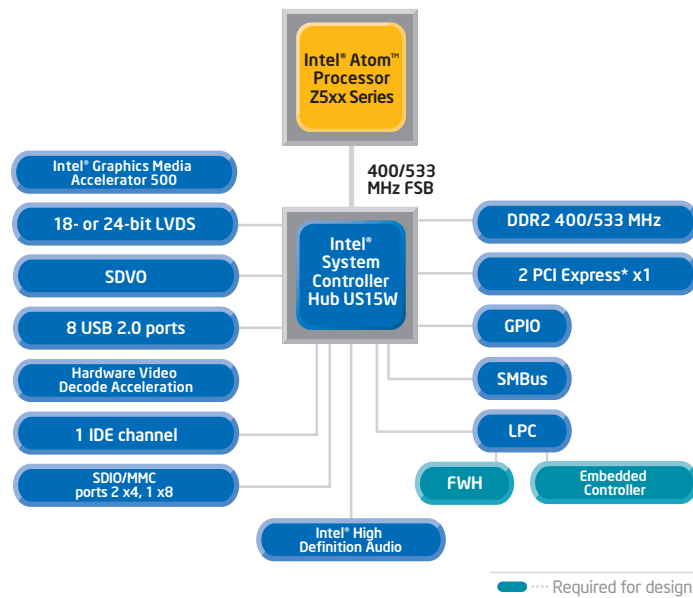 Intel® Atom™
Processor
Z5xx Series
400/533
MHz FSB
Intel® Graphics Media
Accelerator 500
18- or 24-bit LVDS
SDVO
8 USB 2.0 ports
Hardware Video
Decode Acceleration
1 IDE channel
SDIO/MMC
ports 2 x4, 1 x8
Intel®
System
Controller
Hub US15W
DDR2 400/533 MHz
2 PCI Express* x1
GPIO
SMBus
LPC
FWH
Embedded
Controller
Intel® High
Definition Audio
Required for design